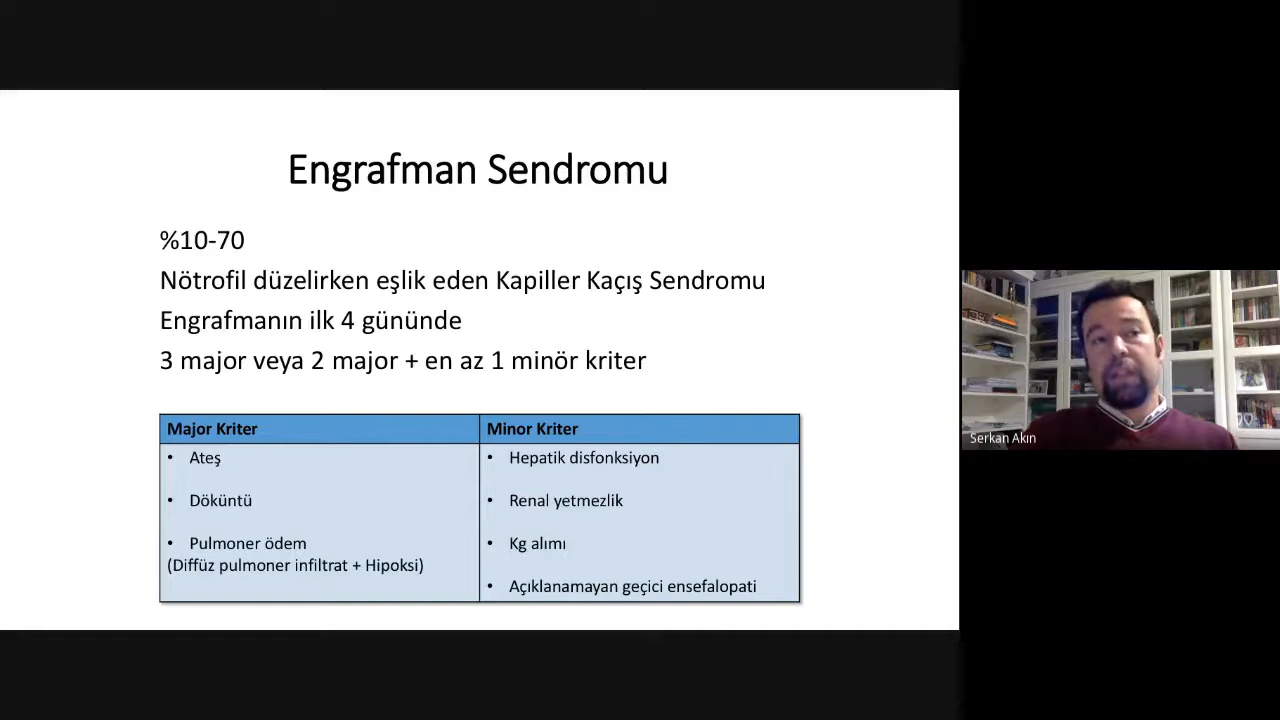 Engrafman Sendromu
%10-70
Nötrofil düzelirken eşlik eden Kapiller Kaçış Sendromu
Engrafmanın ilk 4 gününde
3 major veya 2 major + en az 1 minör kriter
Major Kriter
• Ateş
• Döküntü
• Pulmoner ödem
(Diffüz pulmoner infiltrat + Hipoksi)
Minor Kriter
• Hepatik disfonksiyon
• Renal yetmezlik
• Kg alımı
• Açıklanamayan geçici ensefalopati
Serkan Akın